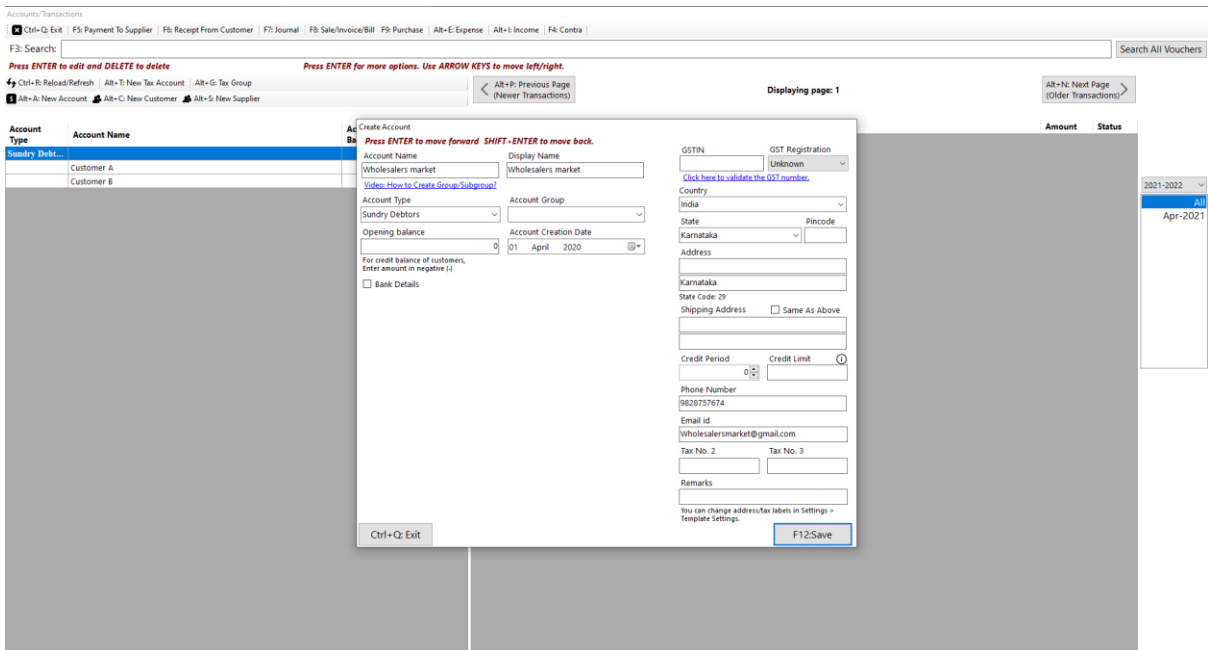 Accounts/Transactions
Ctrl+Q: Exit F5: Payment To Supplier F6: Receipt From Customer F7: Journal F8: Sale/Invoice/Bill F9: Purchase Alt+E: Expense Alt+I: Income F4: Contra
F3: Search: Search All Vouchers
Press ENTER to edit and DELETE to delete Press ENTER for more options. Use ARROW KEYS to move left/right.
Ctrl+R: Reload/Refresh Alt+T: New Tax Account Alt+G: Tax Group
Alt+A: New Account Alt+C: New Customer Alt+S: New Supplier
Alt+P: Previous Page
(Newer Transactions)
Displaying page: 1
Alt+N: Next Page
(Older Transactions)
Account
Type
Account Name
Ac
Ba
Amount Status
Sundry Debt...
Customer A
Customer B
2021-2022
All
Apr-2021
Create Account
Press ENTER to move forward SHIFT+ENTER to move back.
Account Name Display Name
Wholesalers market Wholesalers market
Video: How to Create Group/Subgroup?
Account Type Account Group
Sundry Debtors
Opening balance Account Creation Date
0 01 April 2020
For credit balance of customers,
Enter amount in negative (-)
Bank Details
GSTIN GST Registration
Unknown
Click here to validate the GST number.
Country
India
State Pincode
Karnataka
Address
Karnataka
State Code: 29
Shipping Address Same As Above
Credit Period Credit Limit
0
Phone Number
9828757674
Email id
Wholesalersmarket@gmail.com
Tax No. 2 Tax No. 3
Remarks
You can change address/tax labels in Settings >
Template Settings.
Ctrl+Q: Exit F12:Save